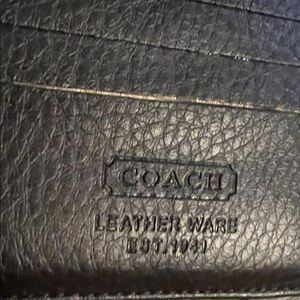 COACH
LEATHER WARE
EST. 1941